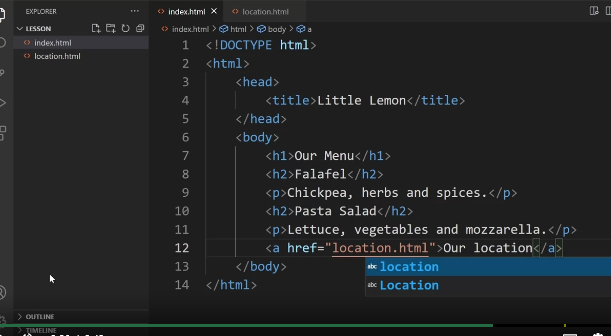 EXPLORER
LESSON
index.html
location.html
OUTLINE
TIMELINE
index.html
location.html
index.html > html > body > a
1 <!DOCTYPE html>
2 <html>
3 <head>
4 <title>Little Lemon</title>
5 </head>
6 <body>
7 <h1>Our Menu</h1>
8 <h2>Falafel</h2>
9 <p>Chickpea, herbs and spices.</p>
10 <h2>Pasta Salad</h2>
11 <p>Lettuce, vegetables and mozzarella.</p>
12 <a href="location.html">Our location</a>
13 </body>
14 </html>
abc location
abc Location